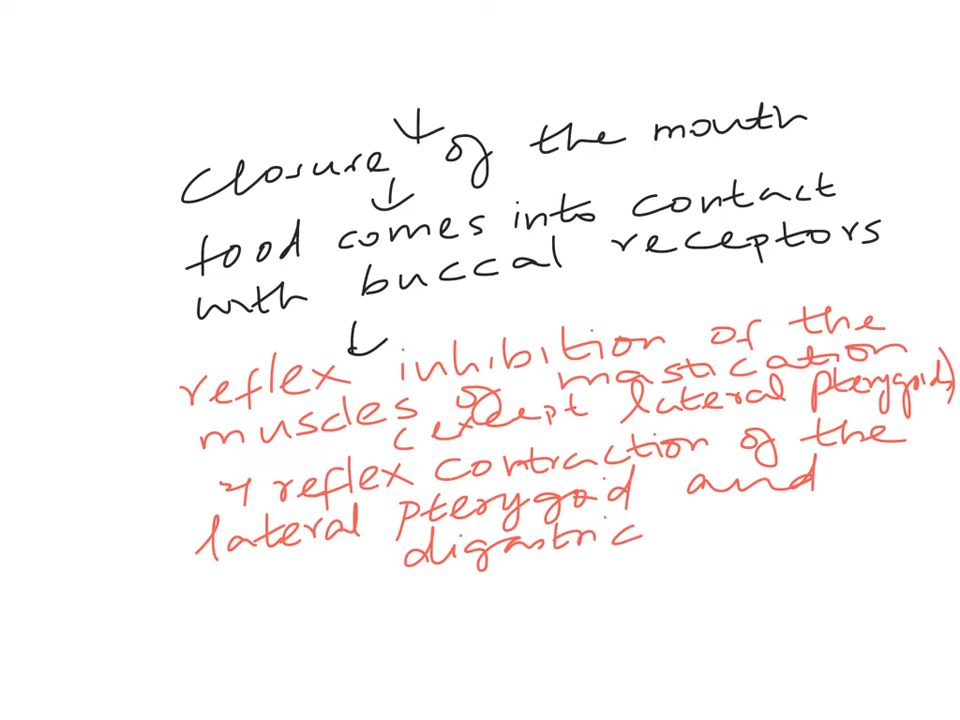 ↓
closure of the mouth
↓
food comes into contact
with buccal receptors
↓
reflex inhibition of the
muscles of mastication
(except lateral pterygoid)
4 reflex contraction of the
lateral pterygoid and
digastric